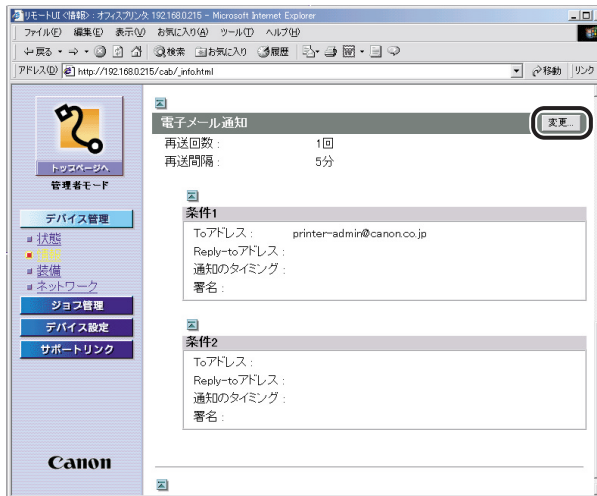 リモートUI <情報> : オフィスプリンタ: 192.168.0.215 - Microsoft Internet Explorer
ファイル(F) 編集(E) 表示(V) お気に入り(A) ツール(T) ヘルプ(H)
戻る 検索 お気に入り 履歴
アドレス(D) http://192.168.0.215/cab/_info.html 移動 リンク
トップページへ
管理者モード
デバイス管理
状態
情報
装備
ネットワーク
ジョブ管理
デバイス設定
サポートリンク
Canon
電子メール通知 変更...
再送回数 : 1回
再送間隔 : 5分
条件1
Toアドレス : printer-admin@canon.co.jp
Reply-toアドレス :
通知のタイミング :
署名 :
条件2
Toアドレス :
Reply-toアドレス :
通知のタイミング :
署名 :